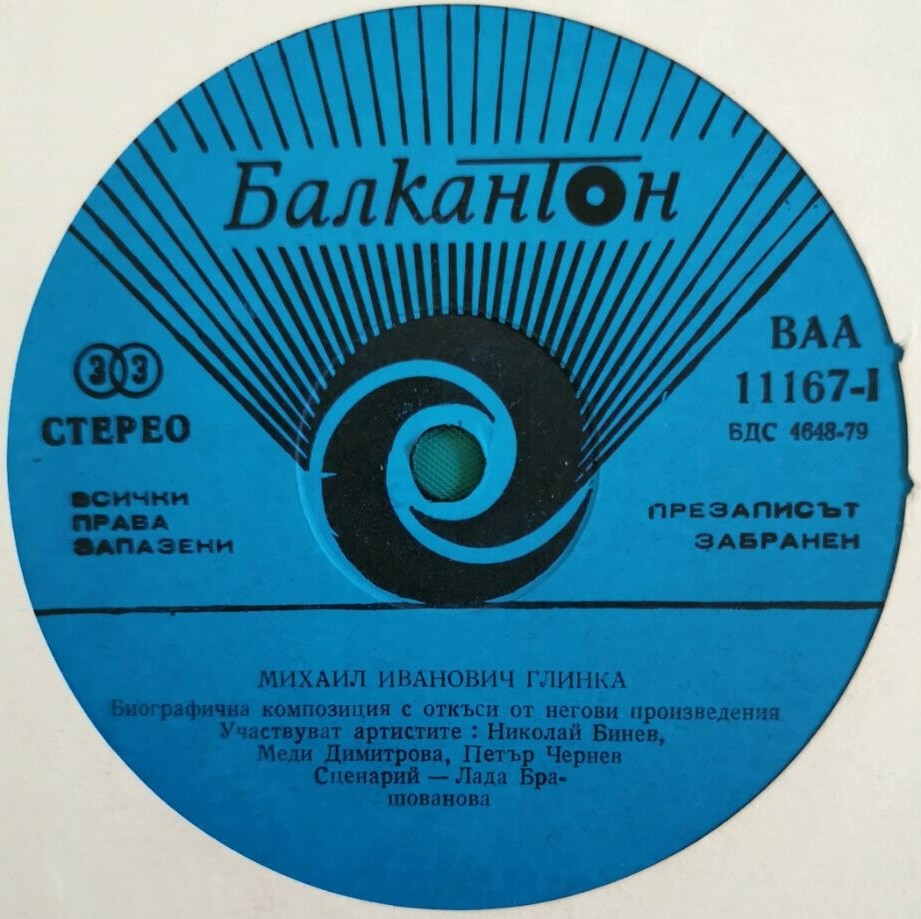 Балкантон
33
СТЕРЕО
ВАА
11167-I
БДС 4648-79
ВСИЧКИ
ПРАВА
ЗАПАЗЕНИ
ПРЕЗАПИСЪТ
ЗАБРАНЕН
МИХАИЛ ИВАНОВИЧ ГЛИНКА
Биографична композиция с откъси от негови произведения
Участвуват артистите : Николай Бинев,
Меди Димитрова, Петър Чернев
Сценарий — Лада Бра-
шованова